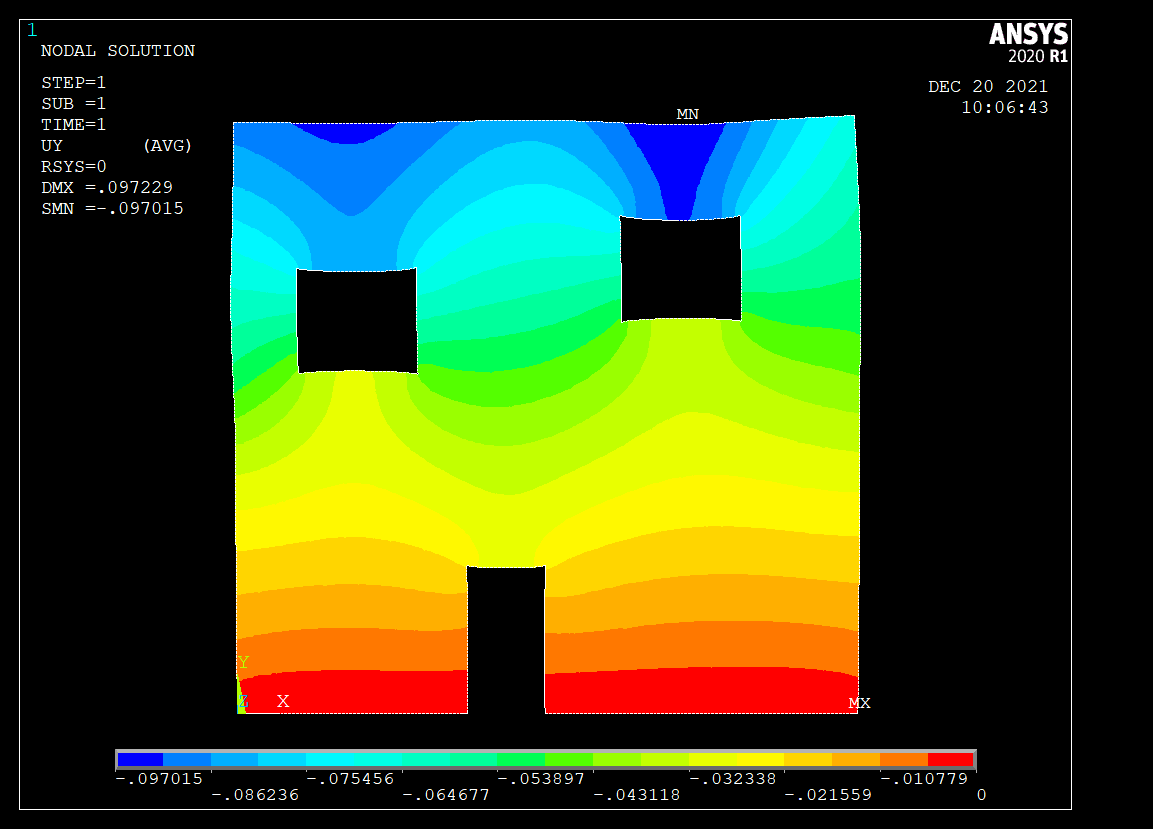 1
NODAL SOLUTION
STEP=1
SUB =1
TIME=1
UY (AVG)
RSYS=0
DMX =.097229
SMN =-.097015
ANSYS
2020 R1
DEC 20 2021
10:06:43
MN
Y
Z X
MX
-.097015 -.075456 -.053897 -.032338 -.010779
-.086236 -.064677 -.043118 -.021559 0